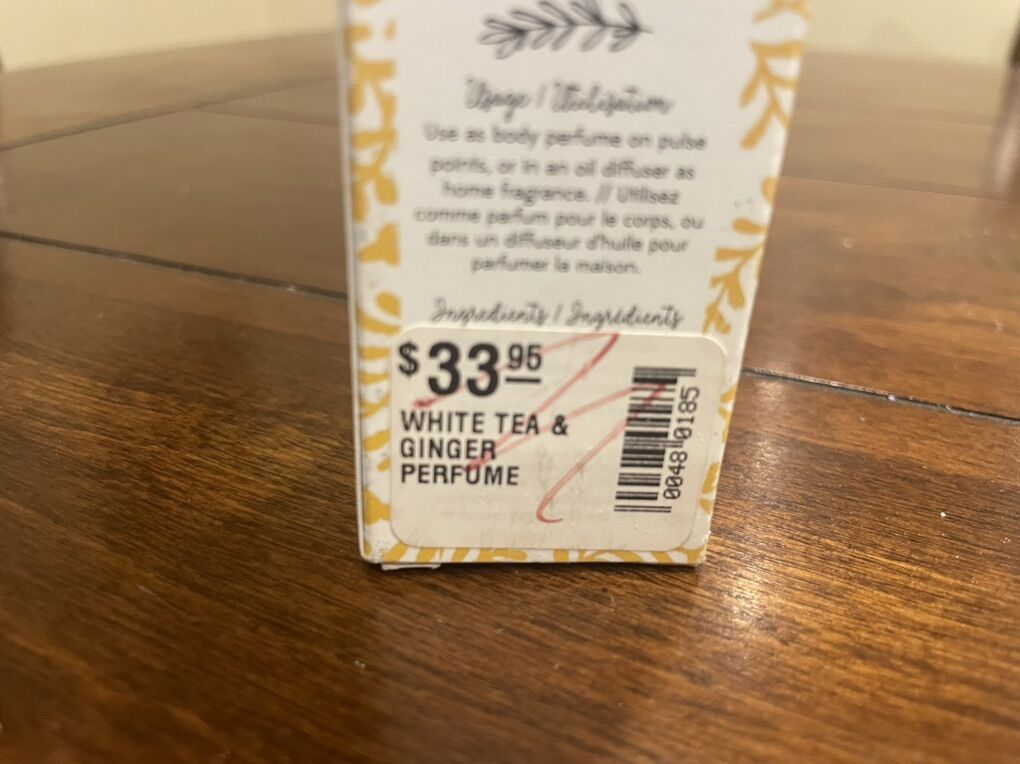 Usage / Utilisation
Use as body perfume on pulse
points, or in an oil diffuser as
home fragrance. // Utilisez
comme parfum pour le corps, ou
dans un diffuseur d'huile pour
parfumer la maison.
Ingredients / Ingrédients
$33.95
WHITE TEA &
GINGER
PERFUME
0048 0185